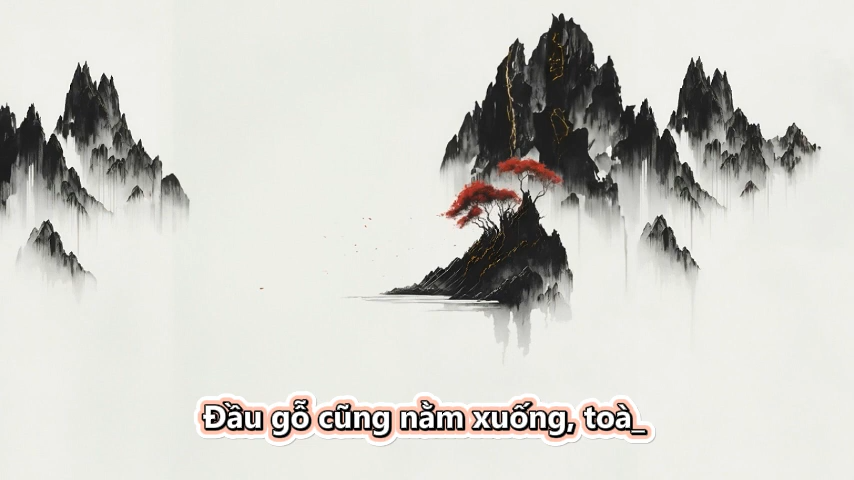 Đầu gỗ cũng nằm xuống, toà_